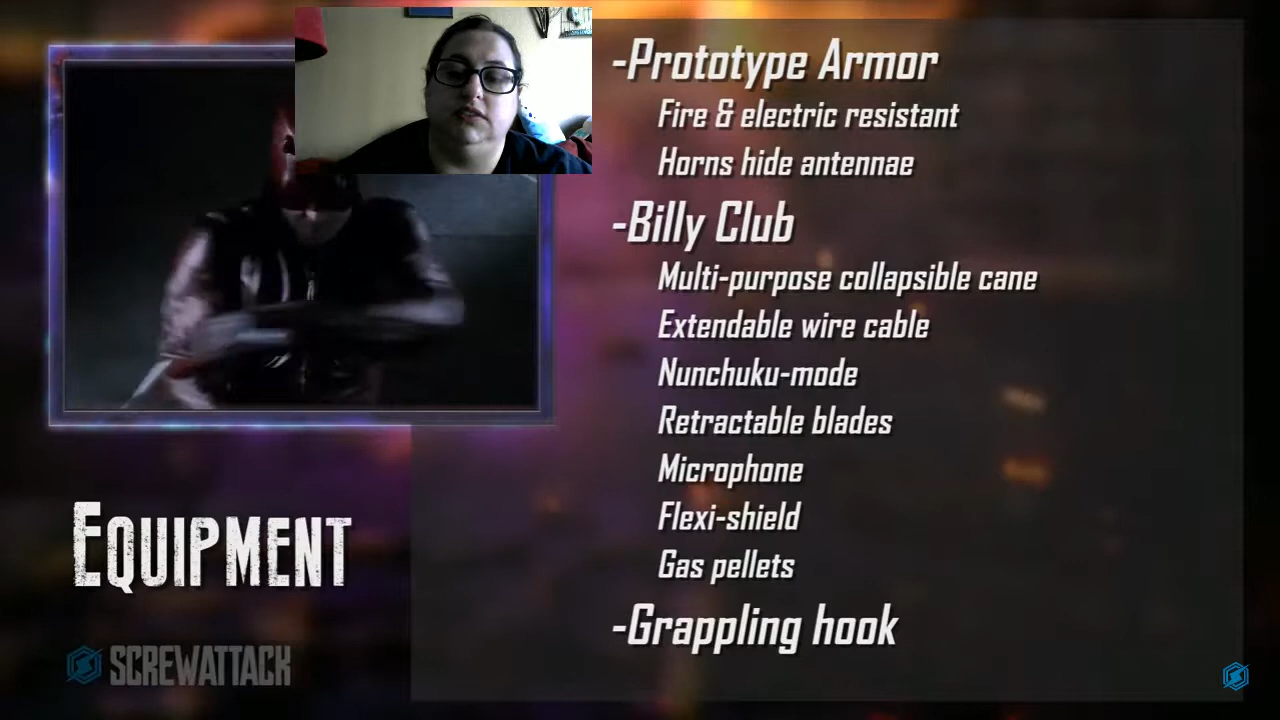 -Prototype Armor
Fire & electric resistant
Horns hide antennae
-Billy Club
Multi-purpose collapsible cane
Extendable wire cable
Nunchuku-mode
Retractable blades
Microphone
Flexi-shield
Gas pellets
-Grappling hook
Equipment
SCREWATTACK